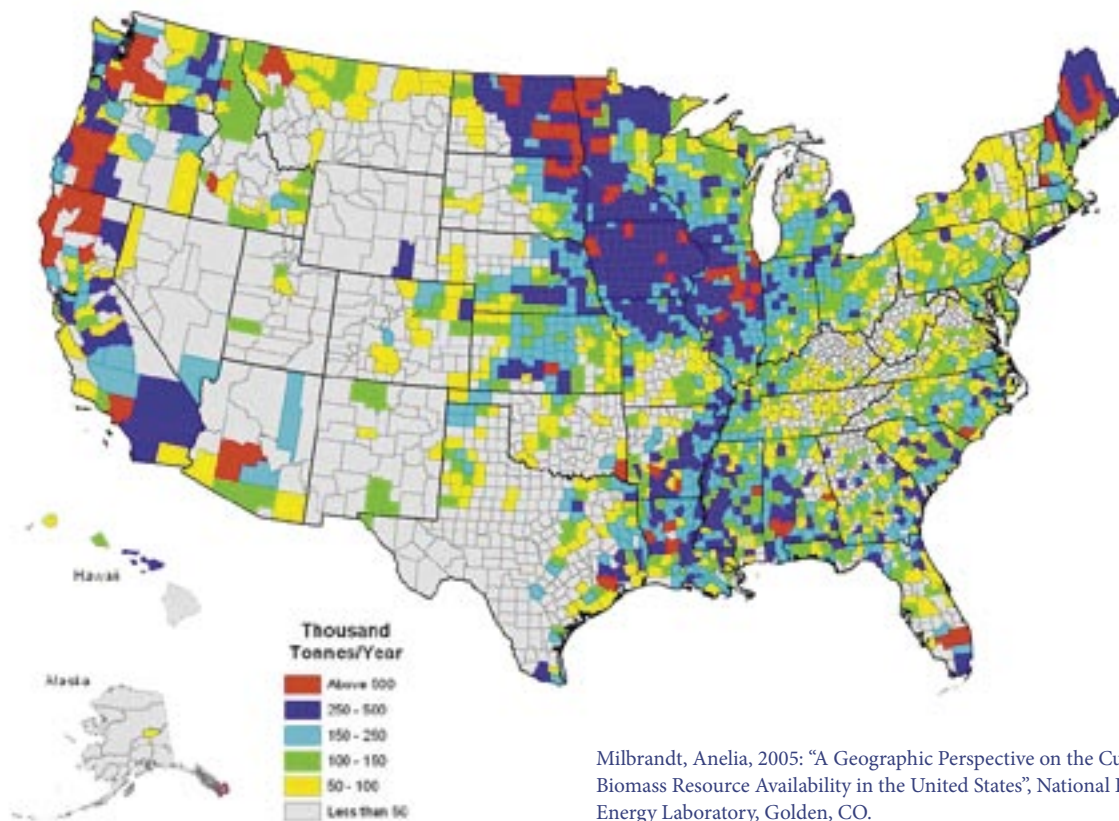 Hawaii
Alaska
Thousand
Tonnes/Year
Above 500
250 - 500
150 - 250
100 - 150
50 - 100
Less than 50
Milbrandt, Anelia, 2005: “A Geographic Perspective on the Cu
Biomass Resource Availability in the United States”, National
Energy Laboratory, Golden, CO.